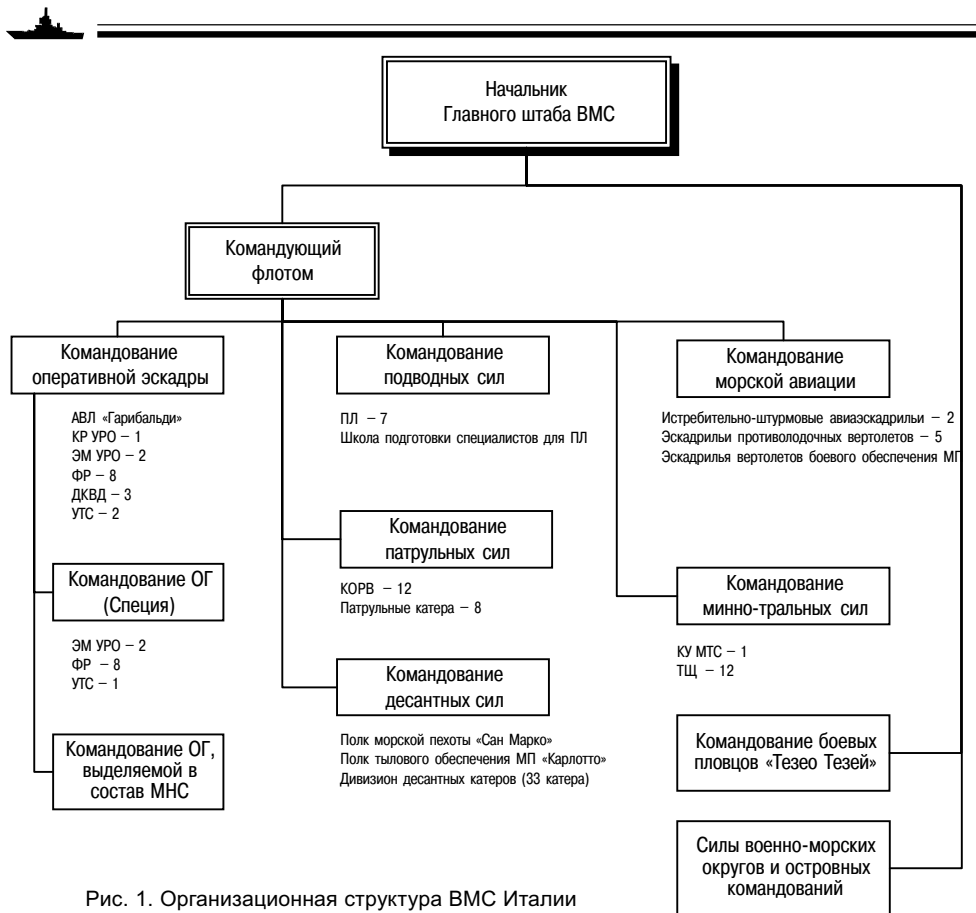 Начальник
Главного штаба ВМС
Командующий
флотом
Командование
оперативной эскадры
АВЛ «Гарибальди»
КР УРО – 1
ЭМ УРО – 2
ФР – 8
ДКВД – 3
УТС – 2
Командование ОГ
(Специя)
ЭМ УРО – 2
ФР – 8
УТС – 1
Командование ОГ,
выделяемой в
состав МНС
Командование
подводных сил
ПЛ – 7
Школа подготовки специалистов для ПЛ
Командование
патрульных сил
КОРВ – 12
Патрульные катера – 8
Командование
десантных сил
Полк морской пехоты «Сан Марко»
Полк тылового обеспечения МП «Карлотто»
Дивизион десантных катеров (33 катера)
Командование
морской авиации
Истребительно-штурмовые авиаэскадрильи – 2
Эскадрильи противолодочных вертолетов – 5
Эскадрилья вертолетов боевого обеспечения МП
Командование
минно-тральных сил
КУ МТС – 1
ТЩ – 12
Командование боевых
пловцов «Тезео Тезей»
Силы военно-морских
округов и островных
командований
Рис. 1. Организационная структура ВМС Италии